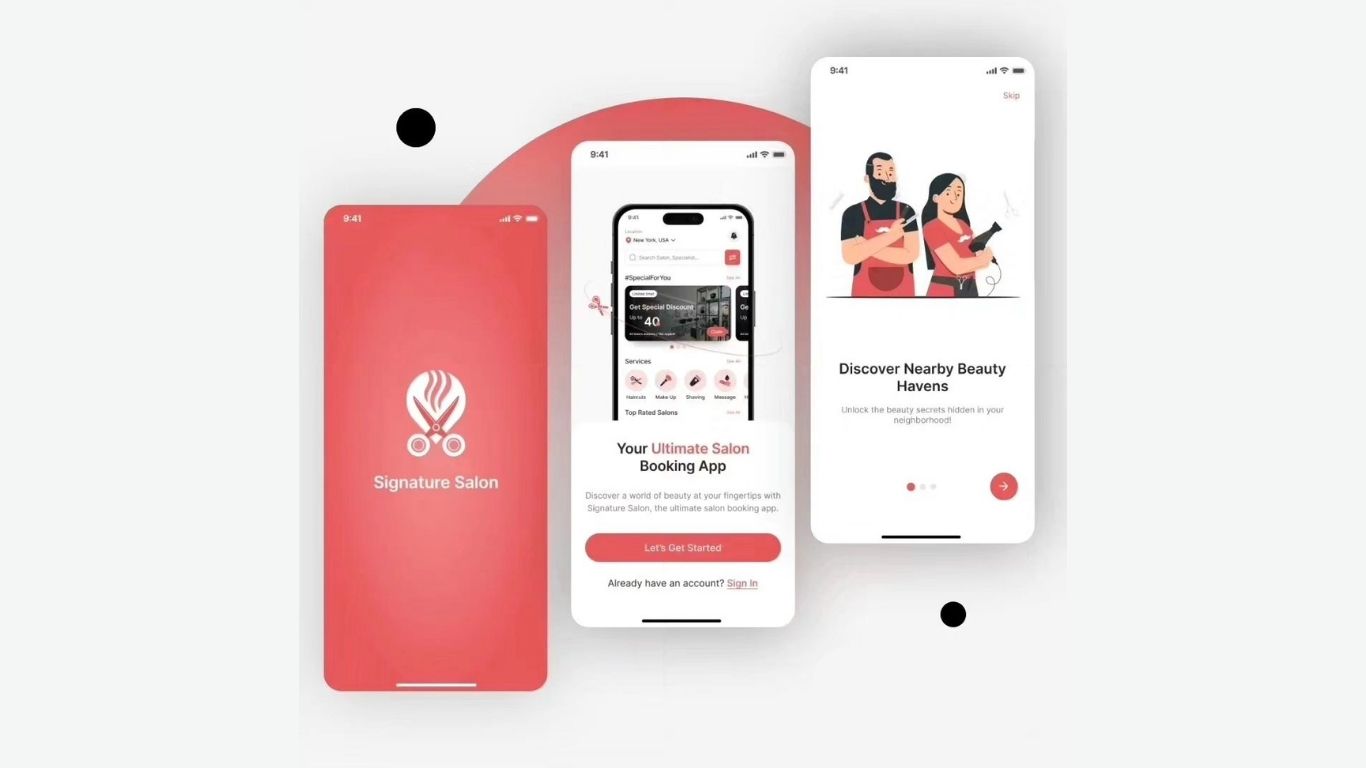 9:41
Signature Salon
9:41
9:41
Location
New York, USA
Search Salon, Specialist...
#SpecialForYou
See All
Limited time!
Get Special Discount
Up to 40
Claim
Ge
Up
Services
See All
Haircuts
Make Up
Shaving
Massage
H
Top Rated Salons
See All
Your Ultimate Salon
Booking App
Discover a world of beauty at your fingertips with
Signature Salon, the ultimate salon booking app.
Let's Get Started
Already have an account? Sign In
9:41
Skip
Discover Nearby Beauty
Havens
Unlock the beauty secrets hidden in your
neighborhood!